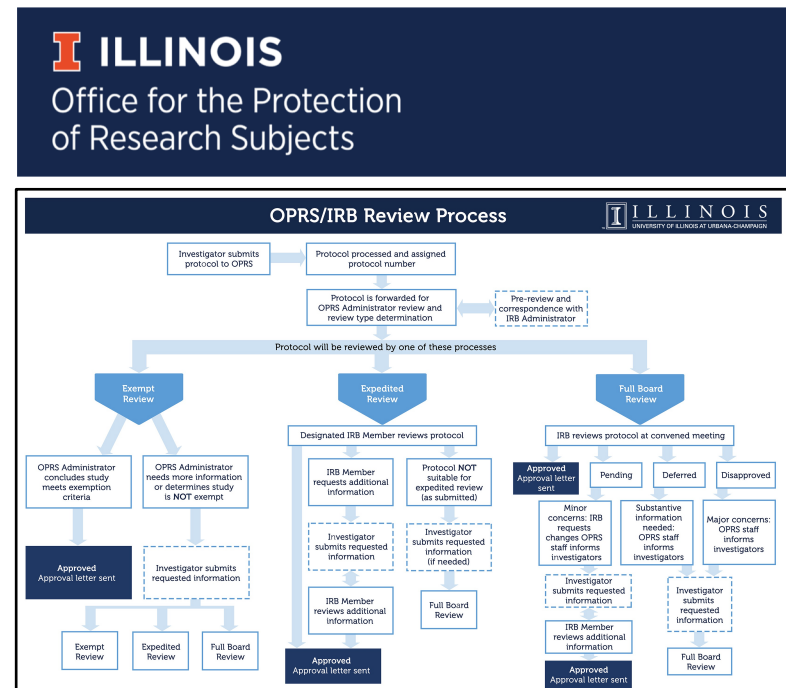 I ILLINOIS
Office for the Protection
of Research Subjects
OPRS/IRB Review Process
I ILLINOIS
UNIVERSITY OF ILLINOIS AT URBANA-CHAMPAIGN
Investigator submits
protocol to OPRS
Protocol processed and assigned
protocol number
Protocol is forwarded for
OPRS Administrator review and
review type determination
Pre-review and
correspondence with
IRB Administrator
Protocol will be reviewed by one of these processes
Exempt
Review
Expedited
Review
Full Board
Review
OPRS Administrator
concludes study
meets exemption
criteria
OPRS Administrator
needs more information
or determines study
is NOT exempt
Approved
Approval letter sent
Investigator submits
requested information
Exempt
Review
Expedited
Review
Full Board
Review
Designated IRB Member reviews protocol
IRB Member
requests additional
information
Protocol NOT
suitable for
expedited review
(as submitted)
Investigator
submits requested
information
Investigator
submits requested
information
(if needed)
IRB Member
reviews additional
information
Full Board
Review
Approved
Approval letter sent
IRB reviews protocol at convened meeting
Approved
Approval letter
sent
Pending
Deferred
Disapproved
Minor
concerns: IRB
requests
changes OPRS
staff informs
investigators
Substantive
information
needed:
OPRS staff
informs
investigators
Major concerns:
OPRS staff
informs
investigators
Investigator
submits requested
information
Investigator
submits
requested
information
IRB Member
reviews additional
information
Full Board
Review
Approved
Approval letter sent